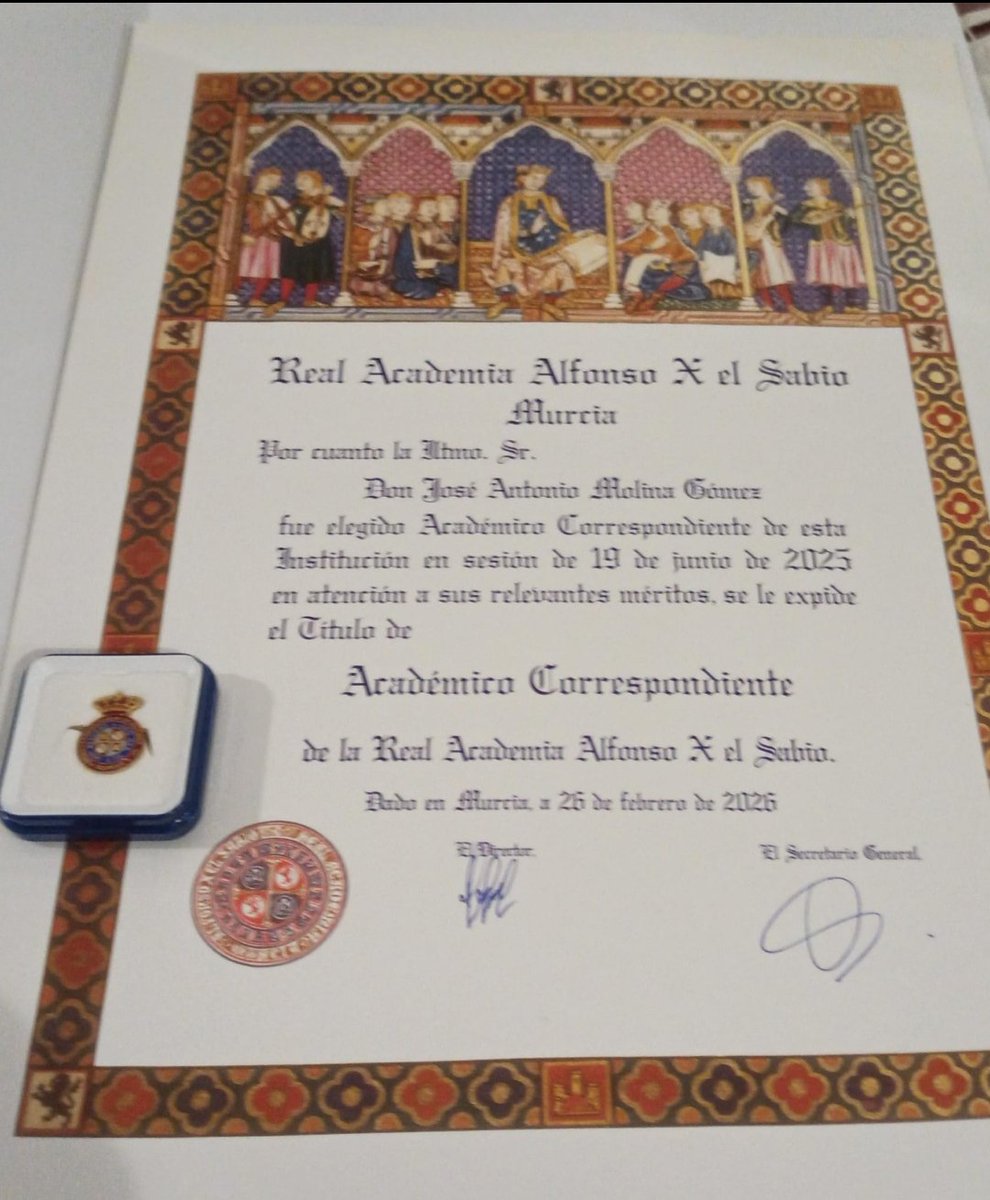 Real Academia Alfonso X el Sabio
Murcia
Por cuanto la Iltmo. Sr.
Don José Antonio Molina Gómez
fue elegido Académico Correspondiente de esta
Institución en sesión de 19 de junio de 2025
en atención a sus relevantes méritos, se le expide
el Título de
Académico Correspondiente
de la Real Academia Alfonso X el Sabio.
Dado en Murcia, a 26 de febrero de 2026
El Director.
El Secretario General.